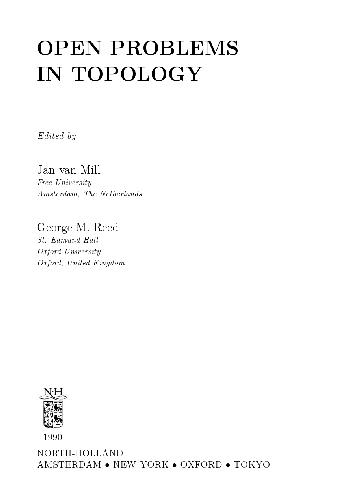 OPEN PROBLEMS
IN TOPOLOGY
Edited by
Jan van Mill
Free University
Amsterdam, The Netherlands
George M. Reed
St. Edmund Hall
Oxford University
Oxford, United Kingdom
N·H
1990
NORTH-HOLLAND
AMSTERDAM • NEW YORK • OXFORD • TOKYO